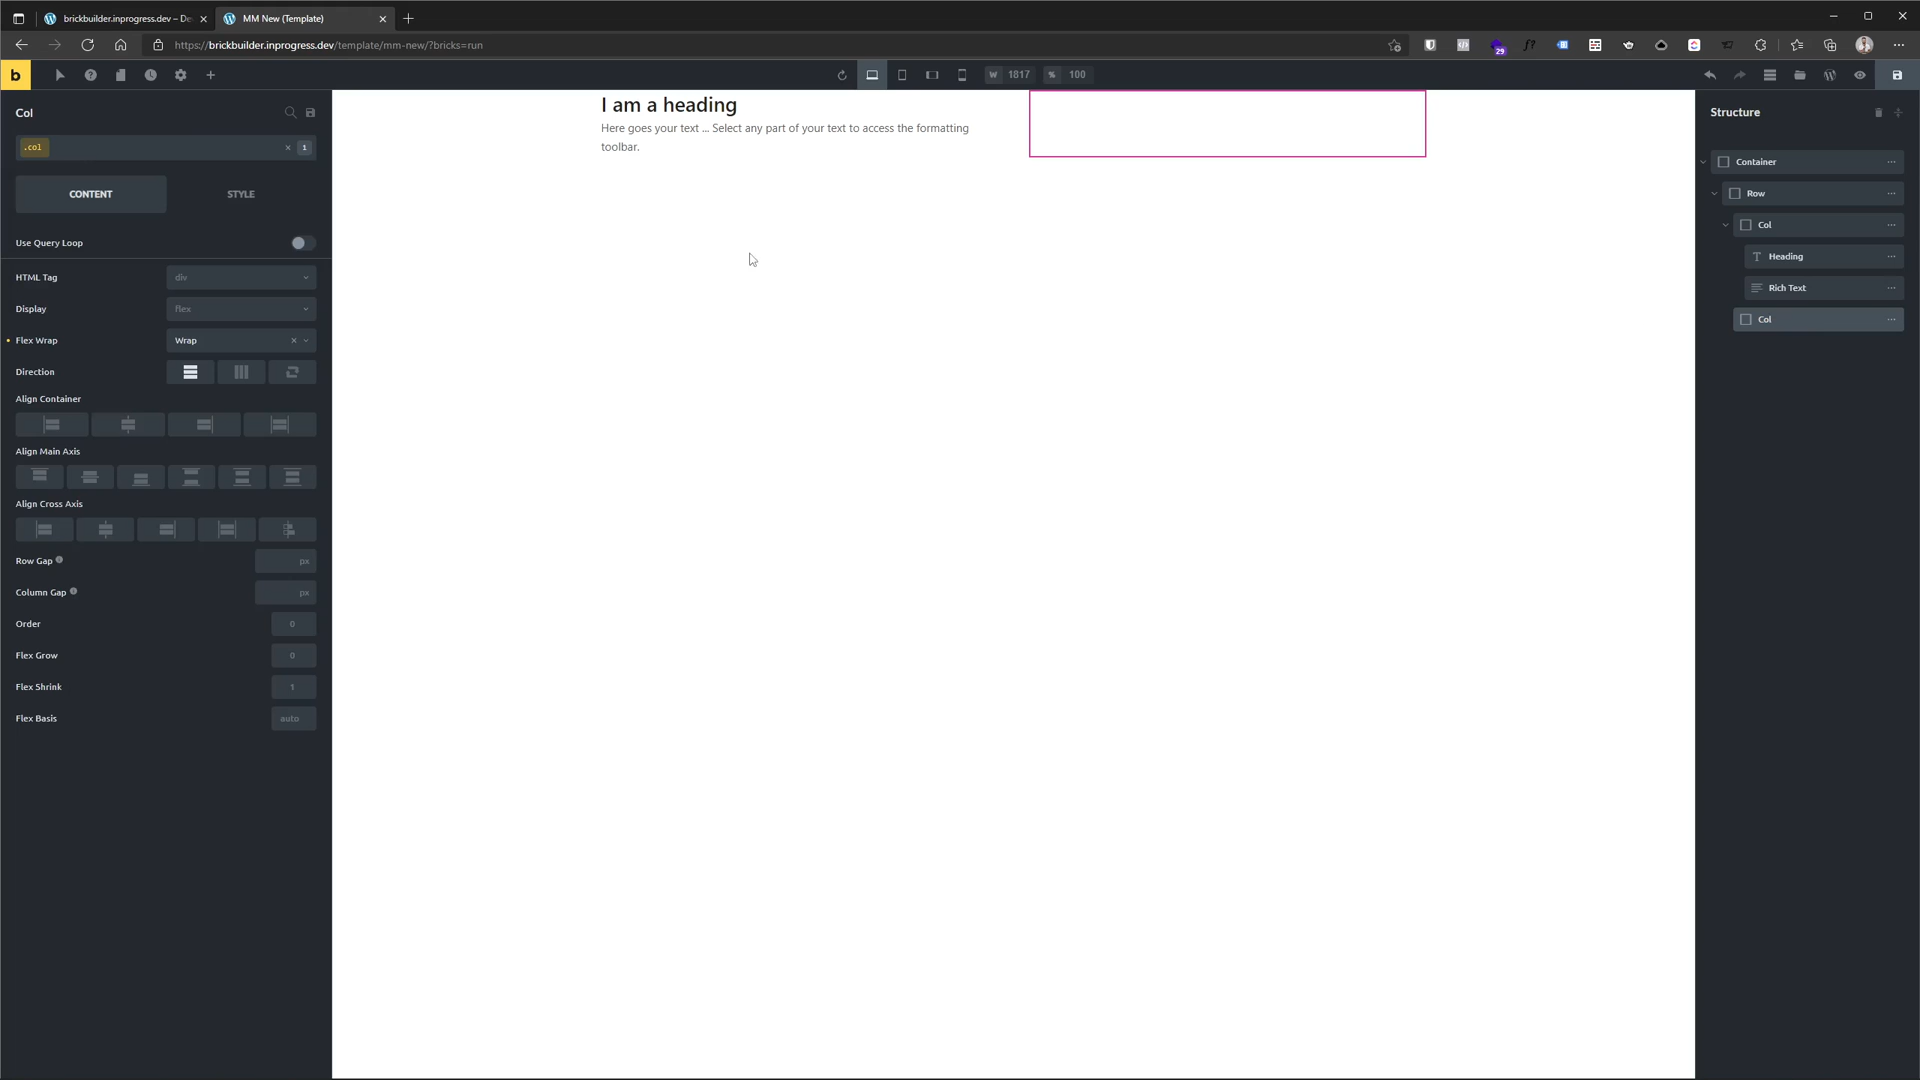 brickbuilder.inprogress.dev – De
MM New (Template)
https://brickbuilder.inprogress.dev/template/mm-new/?bricks=run
29
b
W 1817 % 100
Col
.col
1
CONTENT
STYLE
Use Query Loop
HTML Tag
div
Display
flex
Flex Wrap
Wrap
Direction
Align Container
Align Main Axis
Align Cross Axis
Row Gap
px
Column Gap
px
Order
0
Flex Grow
0
Flex Shrink
1
Flex Basis
auto
I am a heading
Here goes your text ... Select any part of your text to access the formatting
toolbar.
Structure
Container
Row
Col
Heading
Rich Text
Col